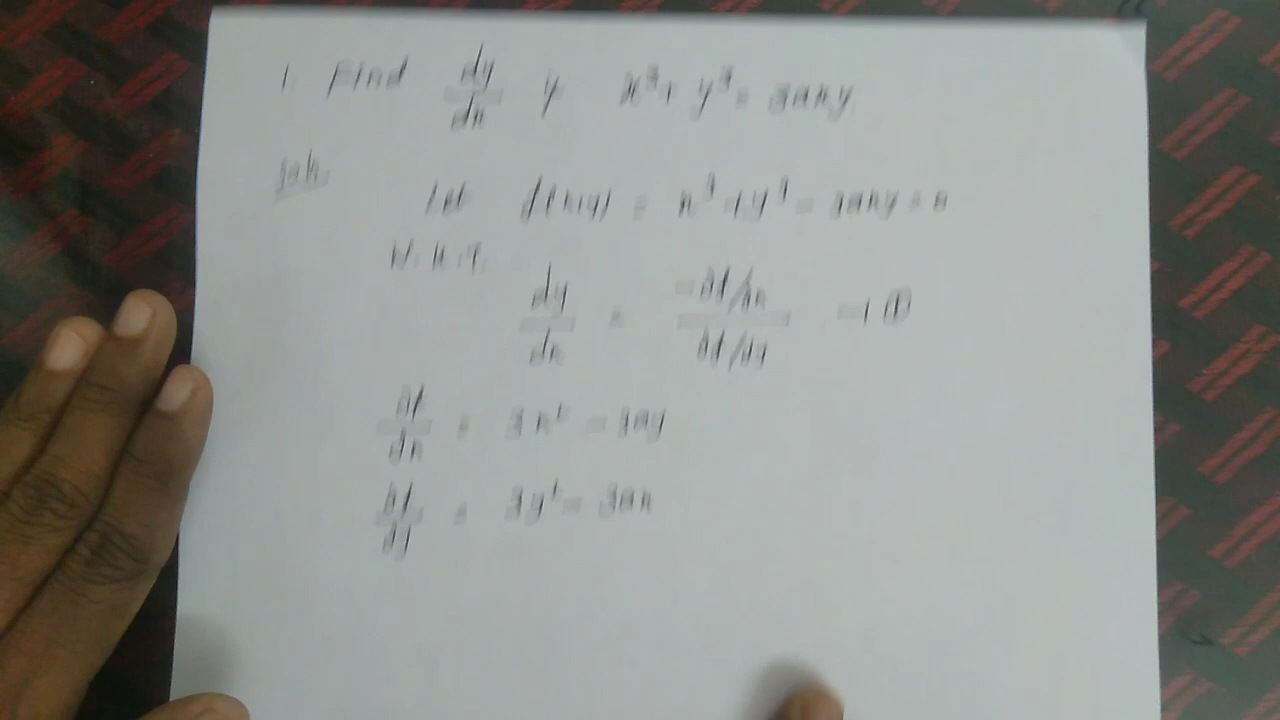 1. Find dy/dx if x³ + y³ = 3axy.
Soln.
Let f(x,y) = x³ + y³ - 3axy = 0
W.K.T.
dy/dx = -∂f/∂x / ∂f/∂y → ①
∂f/∂x = 3x² - 3ay
∂f/∂y = 3y² - 3ax